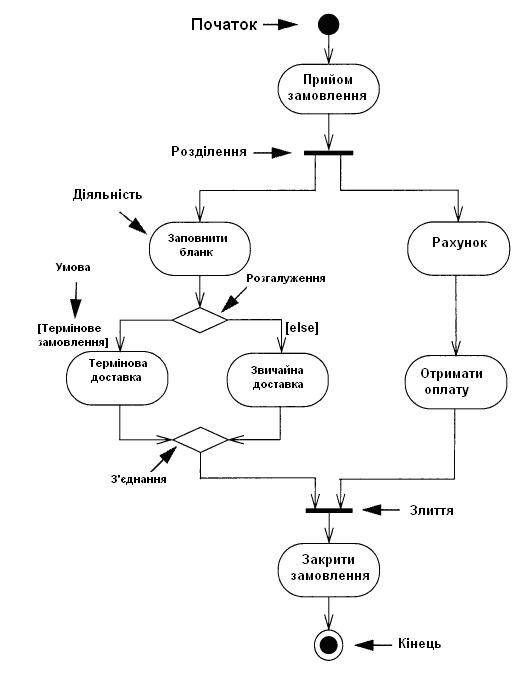 Початок
Прийом
замовлення
Розділення
Діяльність
Заповнити
бланк
Рахунок
Умова
Розгалуження
[Термінове
замовлення]
[else]
Термінова
доставка
Звичайна
доставка
Отримати
оплату
З'єднання
Злиття
Закрити
замовлення
Кінець